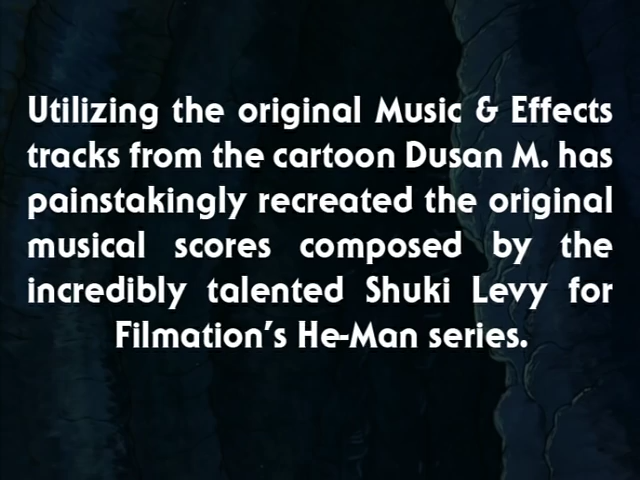 Utilizing the original Music & Effects
tracks from the cartoon Dusan M. has
painstakingly recreated the original
musical scores composed by the
incredibly talented Shuki Levy for
Filmation's He-Man series.